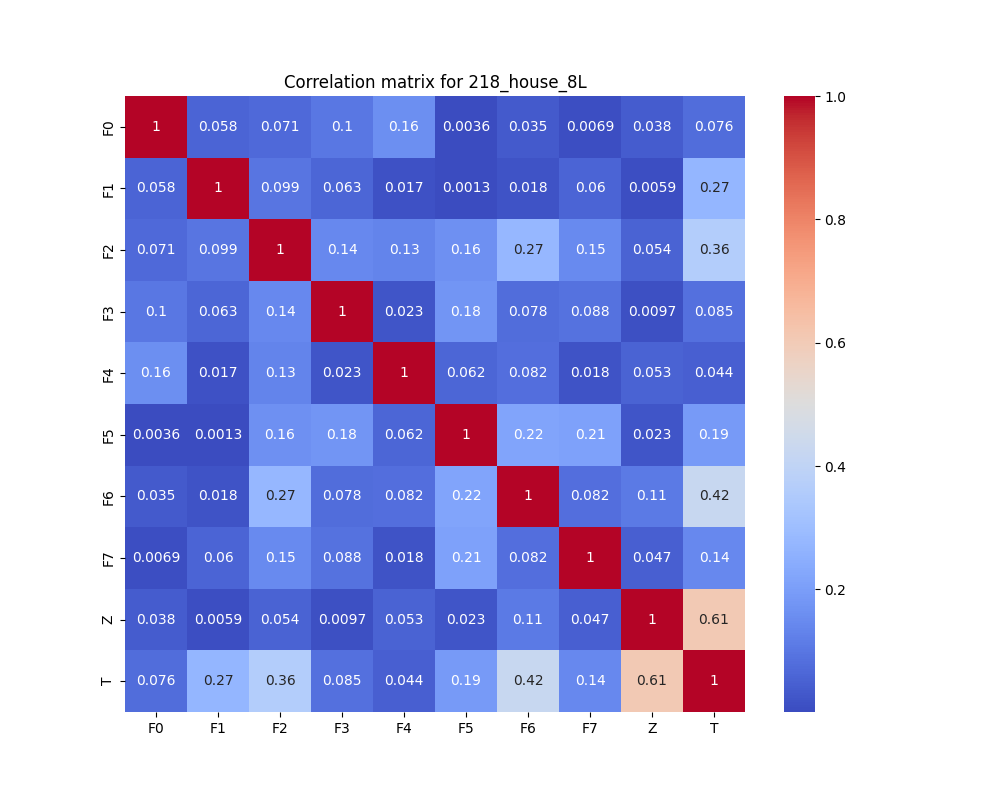 Correlation matrix for 218_house_8L
F0 1 0.058 0.071 0.1 0.16 0.0036 0.035 0.0069 0.038 0.076
F1 0.058 1 0.099 0.063 0.017 0.0013 0.018 0.06 0.0059 0.27
F2 0.071 0.099 1 0.14 0.13 0.16 0.27 0.15 0.054 0.36
F3 0.1 0.063 0.14 1 0.023 0.18 0.078 0.088 0.0097 0.085
F4 0.16 0.017 0.13 0.023 1 0.062 0.082 0.018 0.053 0.044
F5 0.0036 0.0013 0.16 0.18 0.062 1 0.22 0.21 0.023 0.19
F6 0.035 0.018 0.27 0.078 0.082 0.22 1 0.082 0.11 0.42
F7 0.0069 0.06 0.15 0.088 0.018 0.21 0.082 1 0.047 0.14
Z 0.038 0.0059 0.054 0.0097 0.053 0.023 0.11 0.047 1 0.61
T 0.076 0.27 0.36 0.085 0.044 0.19 0.42 0.14 0.61 1
F0 F1 F2 F3 F4 F5 F6 F7 Z T
1.0
0.8
0.6
0.4
0.2